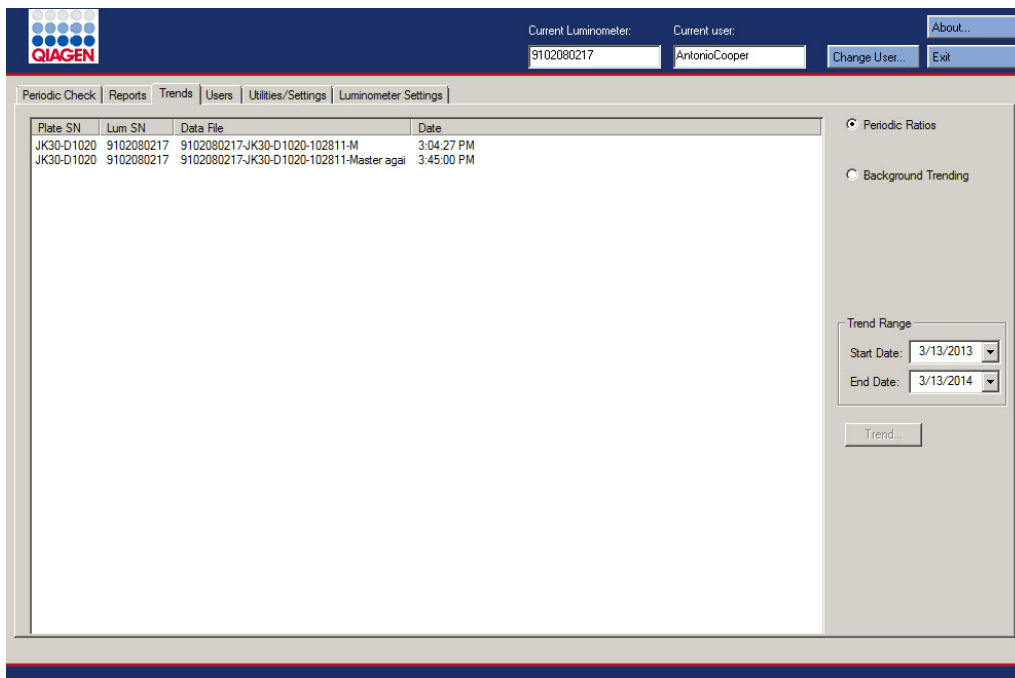 QIAGEN
Current Luminometer: Current user: About...
9102080217 AntonioCooper Change User... Exit
Periodic Check Reports Trends Users Utilities/Settings Luminometer Settings
Plate SN Lum SN Data File Date
JK30-D1020 9102080217 9102080217-JK30-D1020-102811-M 3:04:27 PM
JK30-D1020 9102080217 9102080217-JK30-D1020-102811-Master agai 3:45:00 PM
Periodic Ratios
Background Trending
Trend Range
Start Date: 3/13/2013
End Date: 3/13/2014
Trend...